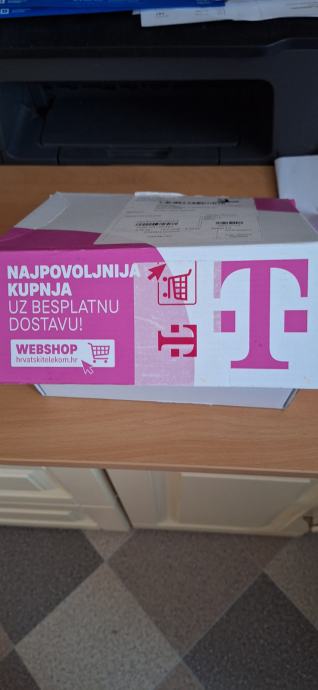 NAJPOVOLJNIJA
KUPNJA
UZ BESPLATNU
DOSTAVU!
WEBSHOP
hrvatskitelekom.hr
T
T